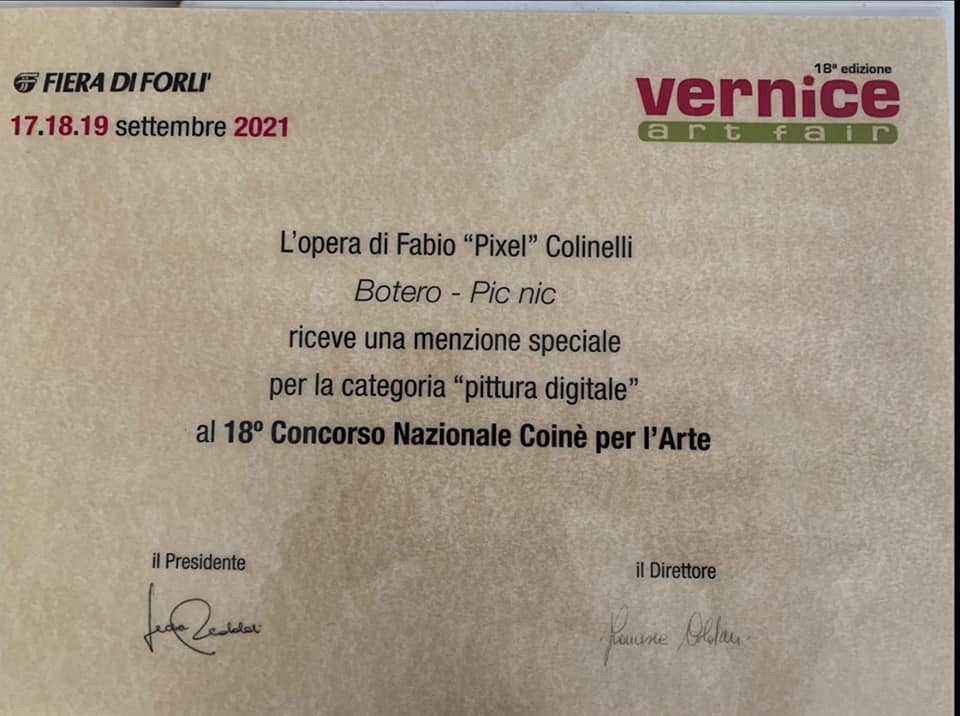 FIERA DI FORLI'
17.18.19 settembre 2021
18ª edizione
vernice
art fair
L'opera di Fabio “Pixel” Colinelli
Botero - Pic nic
riceve una menzione speciale
per la categoria “pittura digitale”
al 18º Concorso Nazionale Coinè per l'Arte
il Presidente
il Direttore